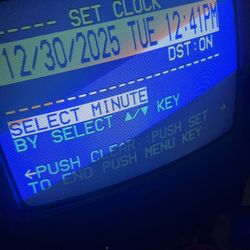 SET CLOCK
12/30/2025 TUE 12:41PM
DST:ON
SELECT MINUTE
BY SELECT ▲/▼ KEY
←PUSH CLEAR→PUSH SET
TO END PUSH MENU KEY